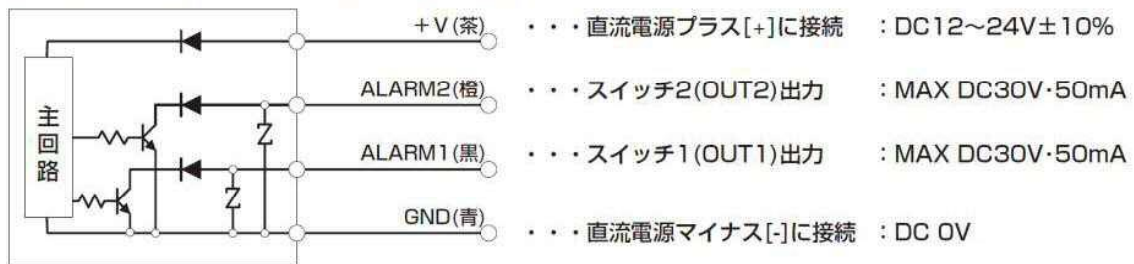 主回路
+V(茶) ・・・直流電源プラス[+]に接続 :DC12〜24V±10%
ALARM2(橙) ・・・スイッチ2(OUT2)出力 :MAX DC30V・50mA
ALARM1(黒) ・・・スイッチ1(OUT1)出力 :MAX DC30V・50mA
GND(青) ・・・直流電源マイナス[-]に接続 :DC 0V